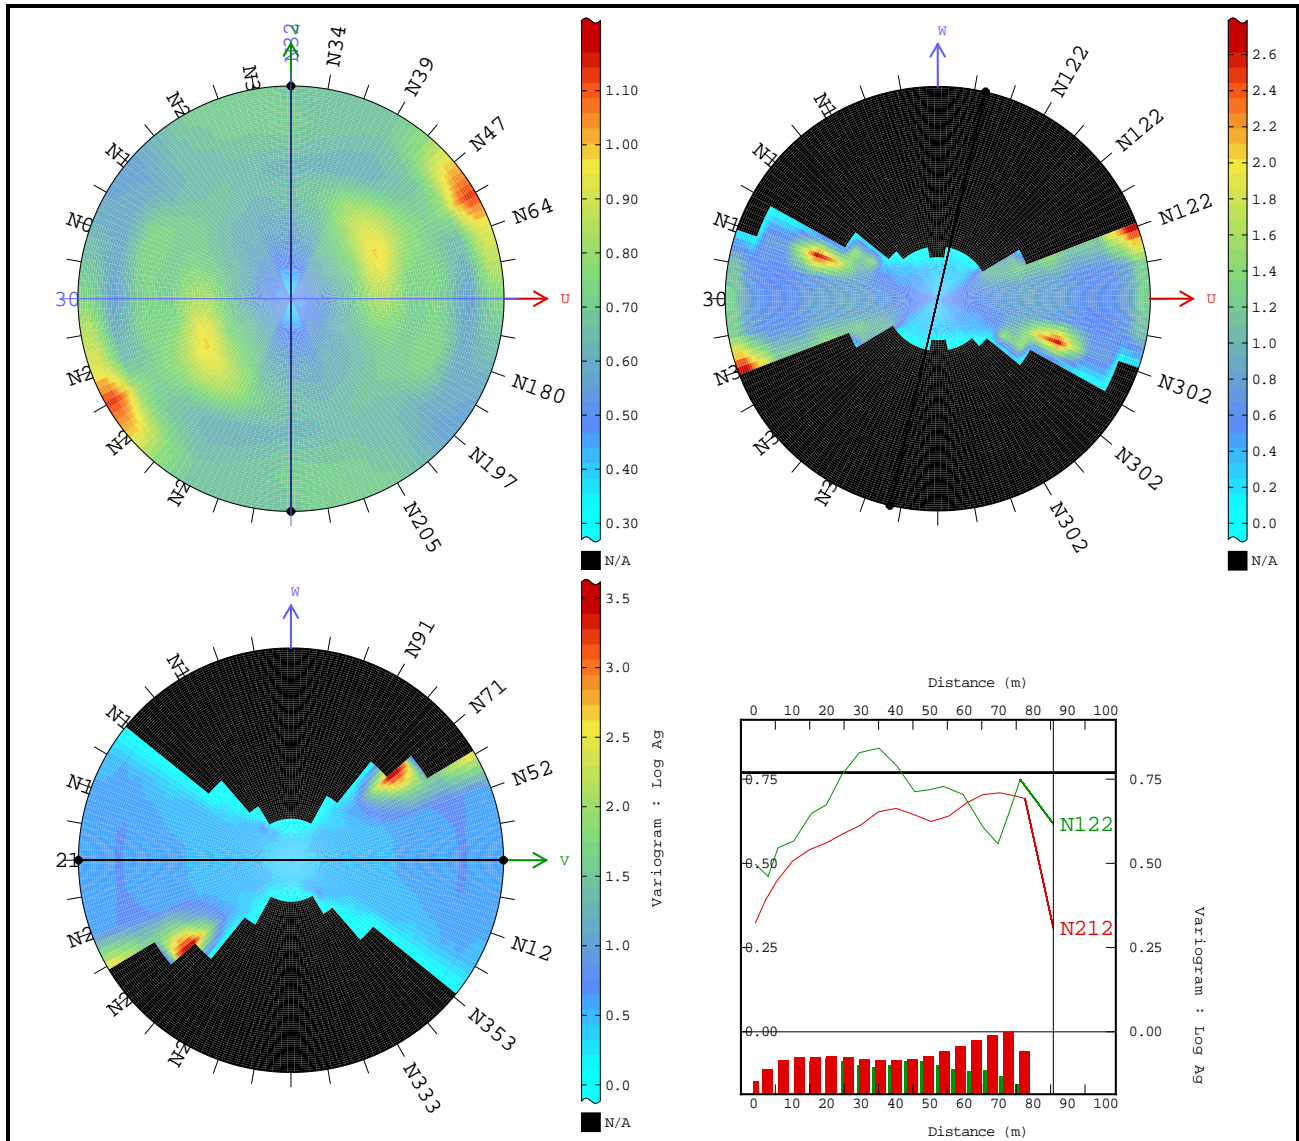 N32
V
N34
N39
N47
N64
U
N180
N197
N205
30
1.10
1.00
0.90
0.80
0.70
0.60
0.50
0.40
0.30
N/A
W
N122
N122
N122
U
N302
N302
N302
30
2.6
2.4
2.2
2.0
1.8
1.6
1.4
1.2
1.0
0.8
0.6
0.4
0.2
0.0
N/A
W
N91
N71
N52
V
N12
N353
N333
21
3.5
3.0
2.5
2.0
1.5
1.0
0.5
0.0
N/A
Variogram : Log Ag
Distance (m)
0 10 20 30 40 50 60 70 80 90 100
0.75 0.75
N122
0.50 0.50
N212
0.25 0.25
0.00 0.00
0 10 20 30 40 50 60 70 80 90 100
Distance (m)
Variogram : Log Ag